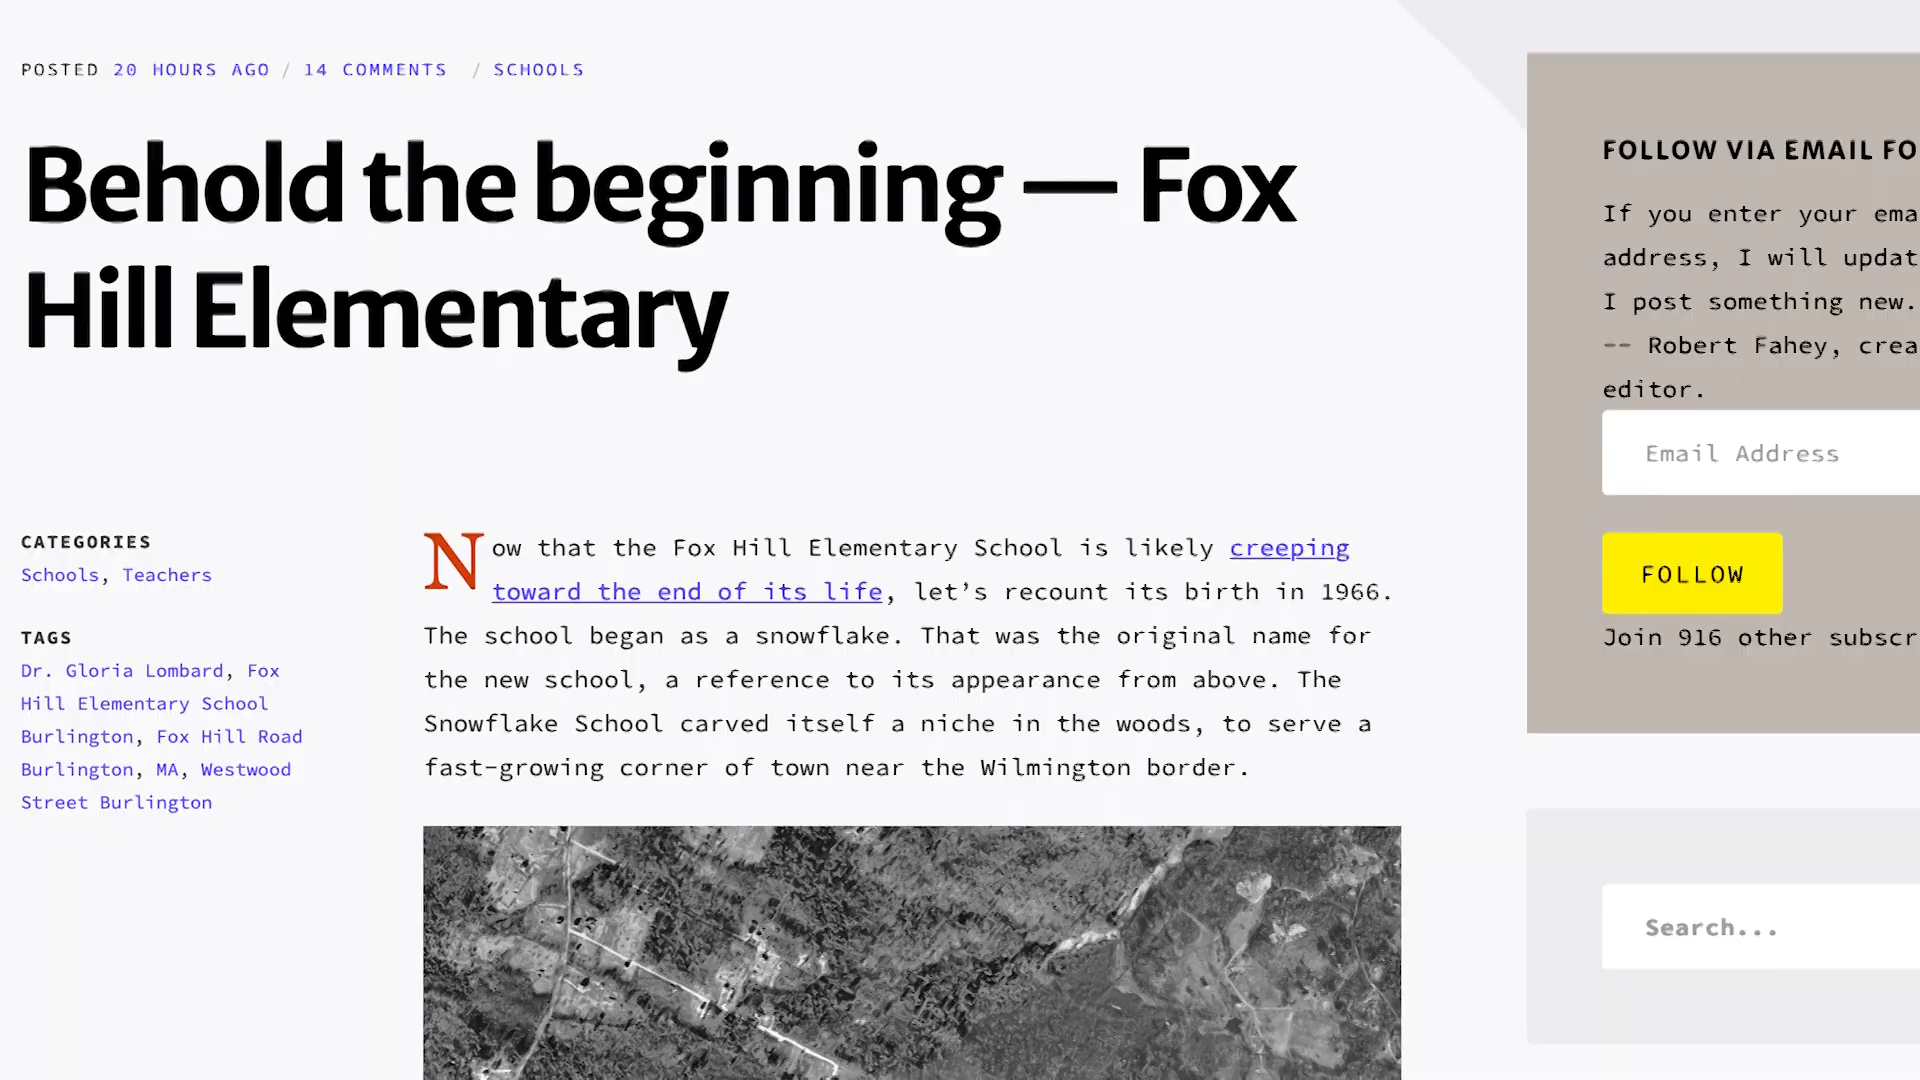 POSTED 20 HOURS AGO / 14 COMMENTS / SCHOOLS
Behold the beginning — Fox
Hill Elementary
CATEGORIES
Schools, Teachers
TAGS
Dr. Gloria Lombard, Fox
Hill Elementary School
Burlington, Fox Hill Road
Burlington, MA, Westwood
Street Burlington
Now that the Fox Hill Elementary School is likely creeping
toward the end of its life, let’s recount its birth in 1966.
The school began as a snowflake. That was the original name for
the new school, a reference to its appearance from above. The
Snowflake School carved itself a niche in the woods, to serve a
fast-growing corner of town near the Wilmington border.
FOLLOW VIA EMAIL FO
If you enter your ema
address, I will updat
I post something new.
-- Robert Fahey, crea
editor.
Email Address
FOLLOW
Join 916 other subscr
Search...